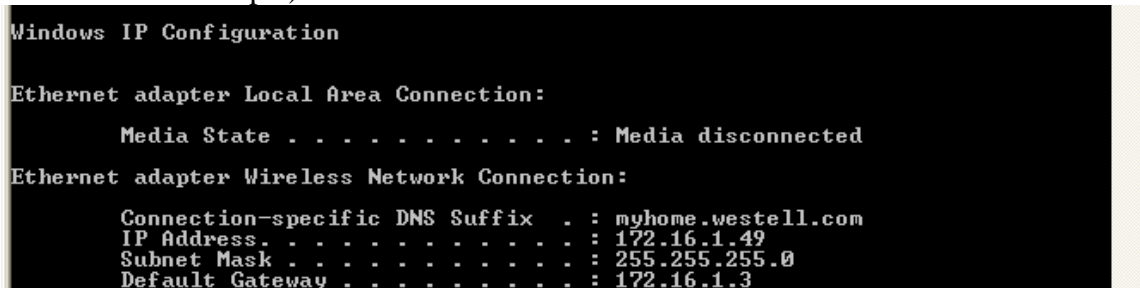 Windows IP Configuration
Ethernet adapter Local Area Connection:
Media State . . . . . . . . . . . : Media disconnected
Ethernet adapter Wireless Network Connection:
Connection-specific DNS Suffix . : myhome.westell.com
IP Address. . . . . . . . . . . . : 172.16.1.49
Subnet Mask . . . . . . . . . . . : 255.255.255.0
Default Gateway . . . . . . . . . : 172.16.1.3